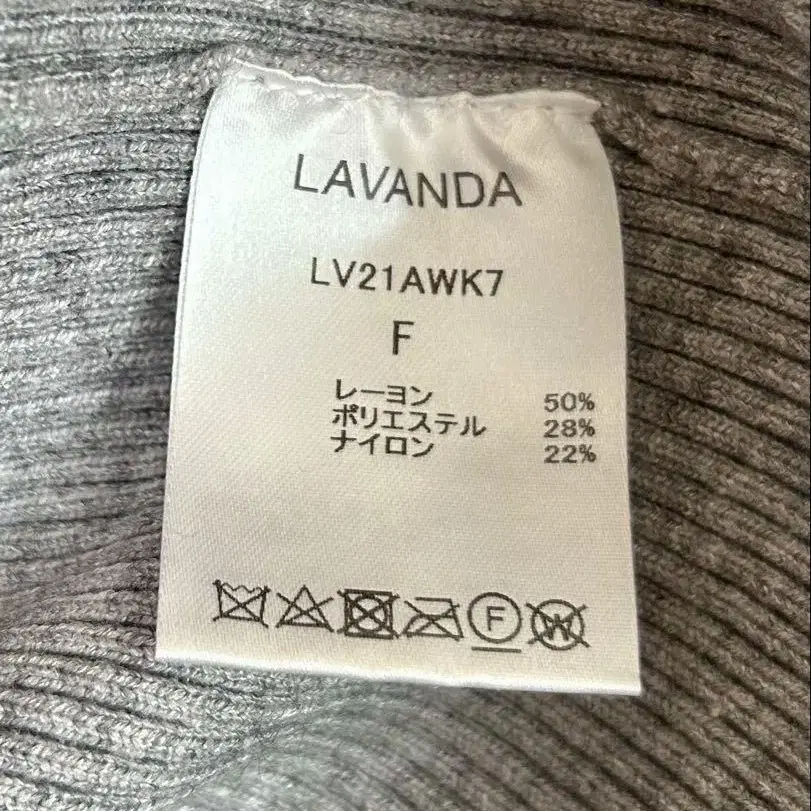 LAVANDA
LV21AWK7
F
レーヨン 50%
ポリエステル 28%
ナイロン 22%
F W